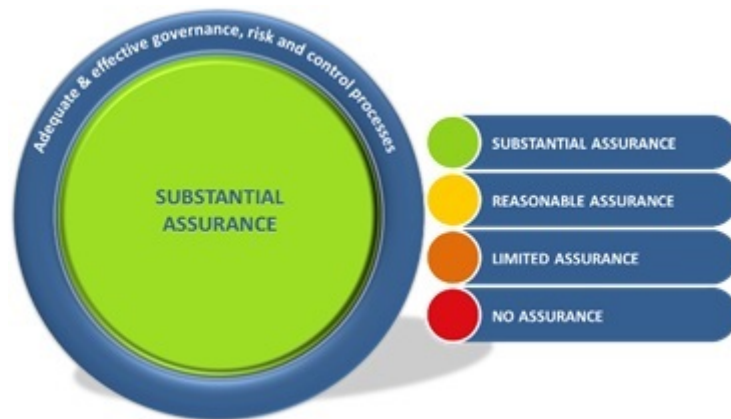 Adequate & effective governance, risk and control processes
SUBSTANTIAL
ASSURANCE
SUBSTANTIAL ASSURANCE
REASONABLE ASSURANCE
LIMITED ASSURANCE
NO ASSURANCE